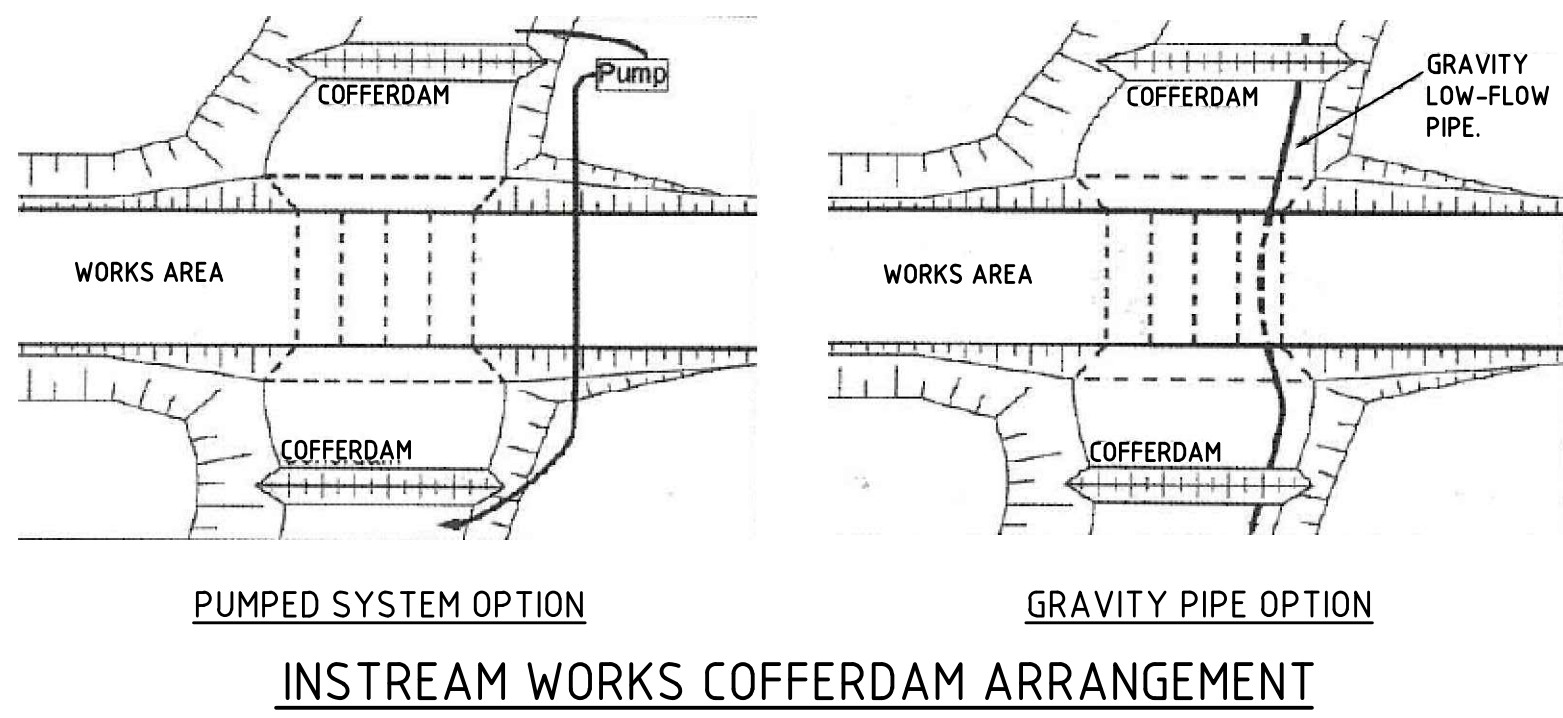 Pump
COFFERDAM
WORKS AREA
COFFERDAM
PUMPED SYSTEM OPTION
GRAVITY
LOW-FLOW
PIPE.
COFFERDAM
WORKS AREA
COFFERDAM
GRAVITY PIPE OPTION
INSTREAM WORKS COFFERDAM ARRANGEMENT